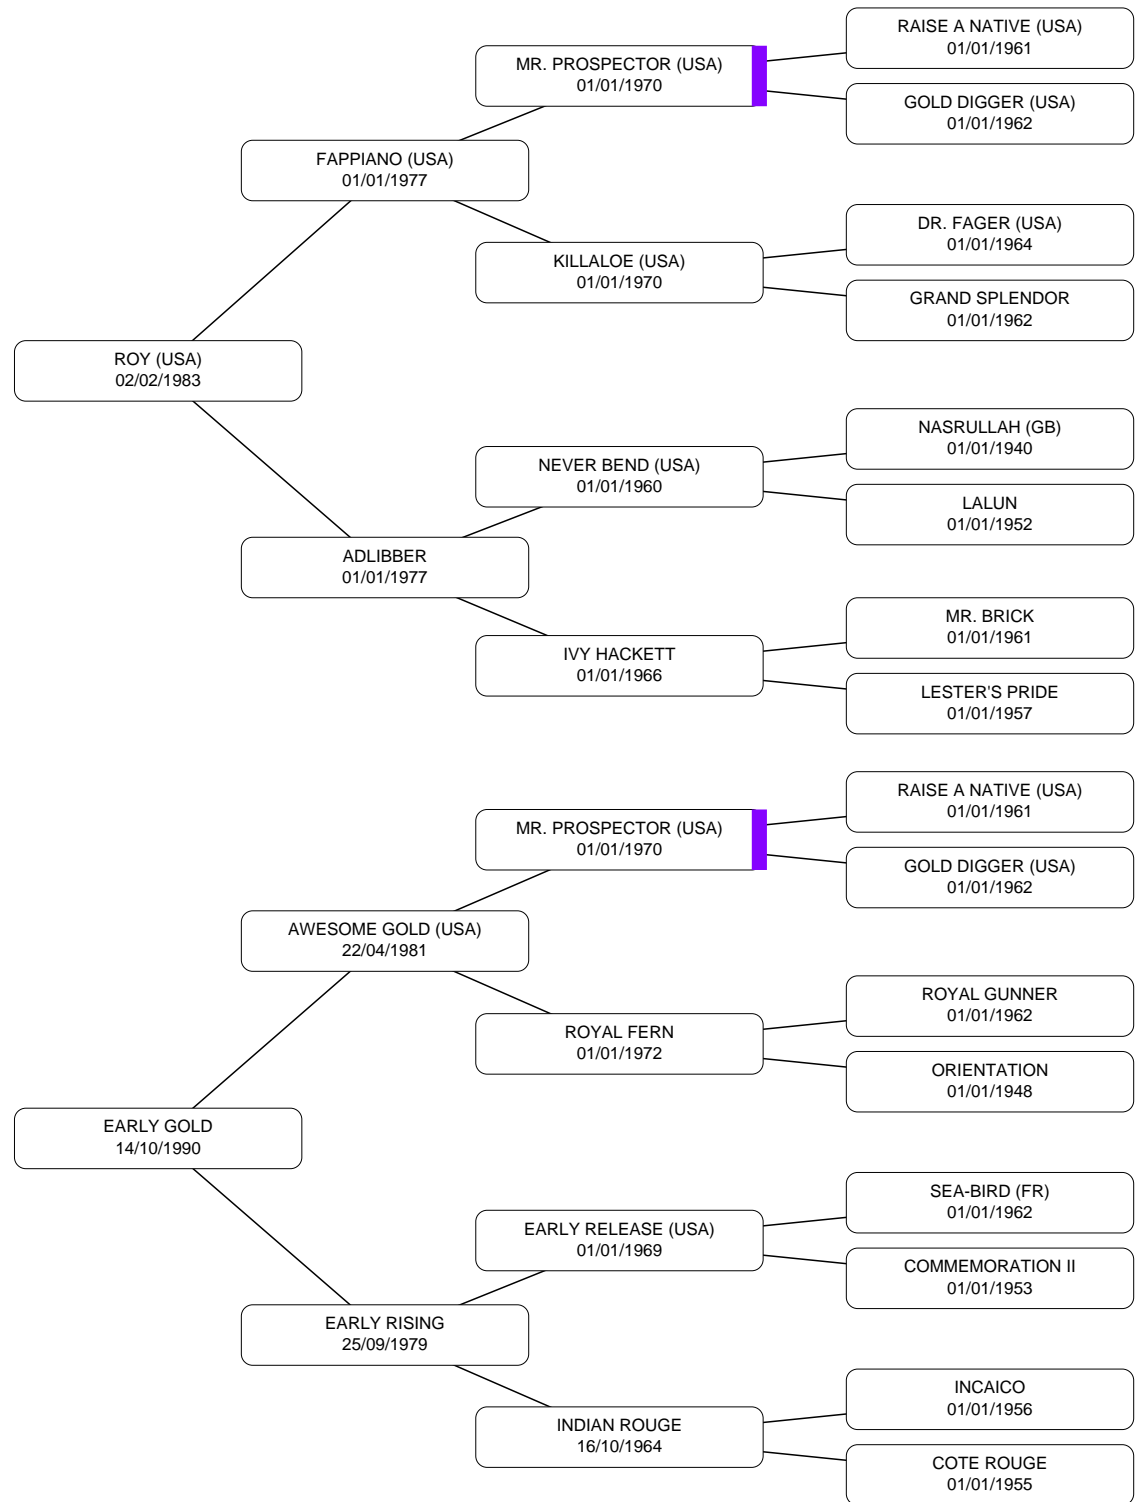 RAISE A NATIVE (USA)
01/01/1961
MR. PROSPECTOR (USA)
01/01/1970
GOLD DIGGER (USA)
01/01/1962
FAPPIANO (USA)
01/01/1977
DR. FAGER (USA)
01/01/1964
KILLALOE (USA)
01/01/1970
GRAND SPLENDOR
01/01/1962
ROY (USA)
02/02/1983
NASRULLAH (GB)
01/01/1940
NEVER BEND (USA)
01/01/1960
LALUN
01/01/1952
ADLIBBER
01/01/1977
MR. BRICK
01/01/1961
IVY HACKETT
01/01/1966
LESTER'S PRIDE
01/01/1957
RAISE A NATIVE (USA)
01/01/1961
MR. PROSPECTOR (USA)
01/01/1970
GOLD DIGGER (USA)
01/01/1962
AWESOME GOLD (USA)
22/04/1981
ROYAL GUNNER
01/01/1962
ROYAL FERN
01/01/1972
ORIENTATION
01/01/1948
EARLY GOLD
14/10/1990
SEA-BIRD (FR)
01/01/1962
EARLY RELEASE (USA)
01/01/1969
COMMEMORATION II
01/01/1953
EARLY RISING
25/09/1979
INCAICO
01/01/1956
INDIAN ROUGE
16/10/1964
COTE ROUGE
01/01/1955